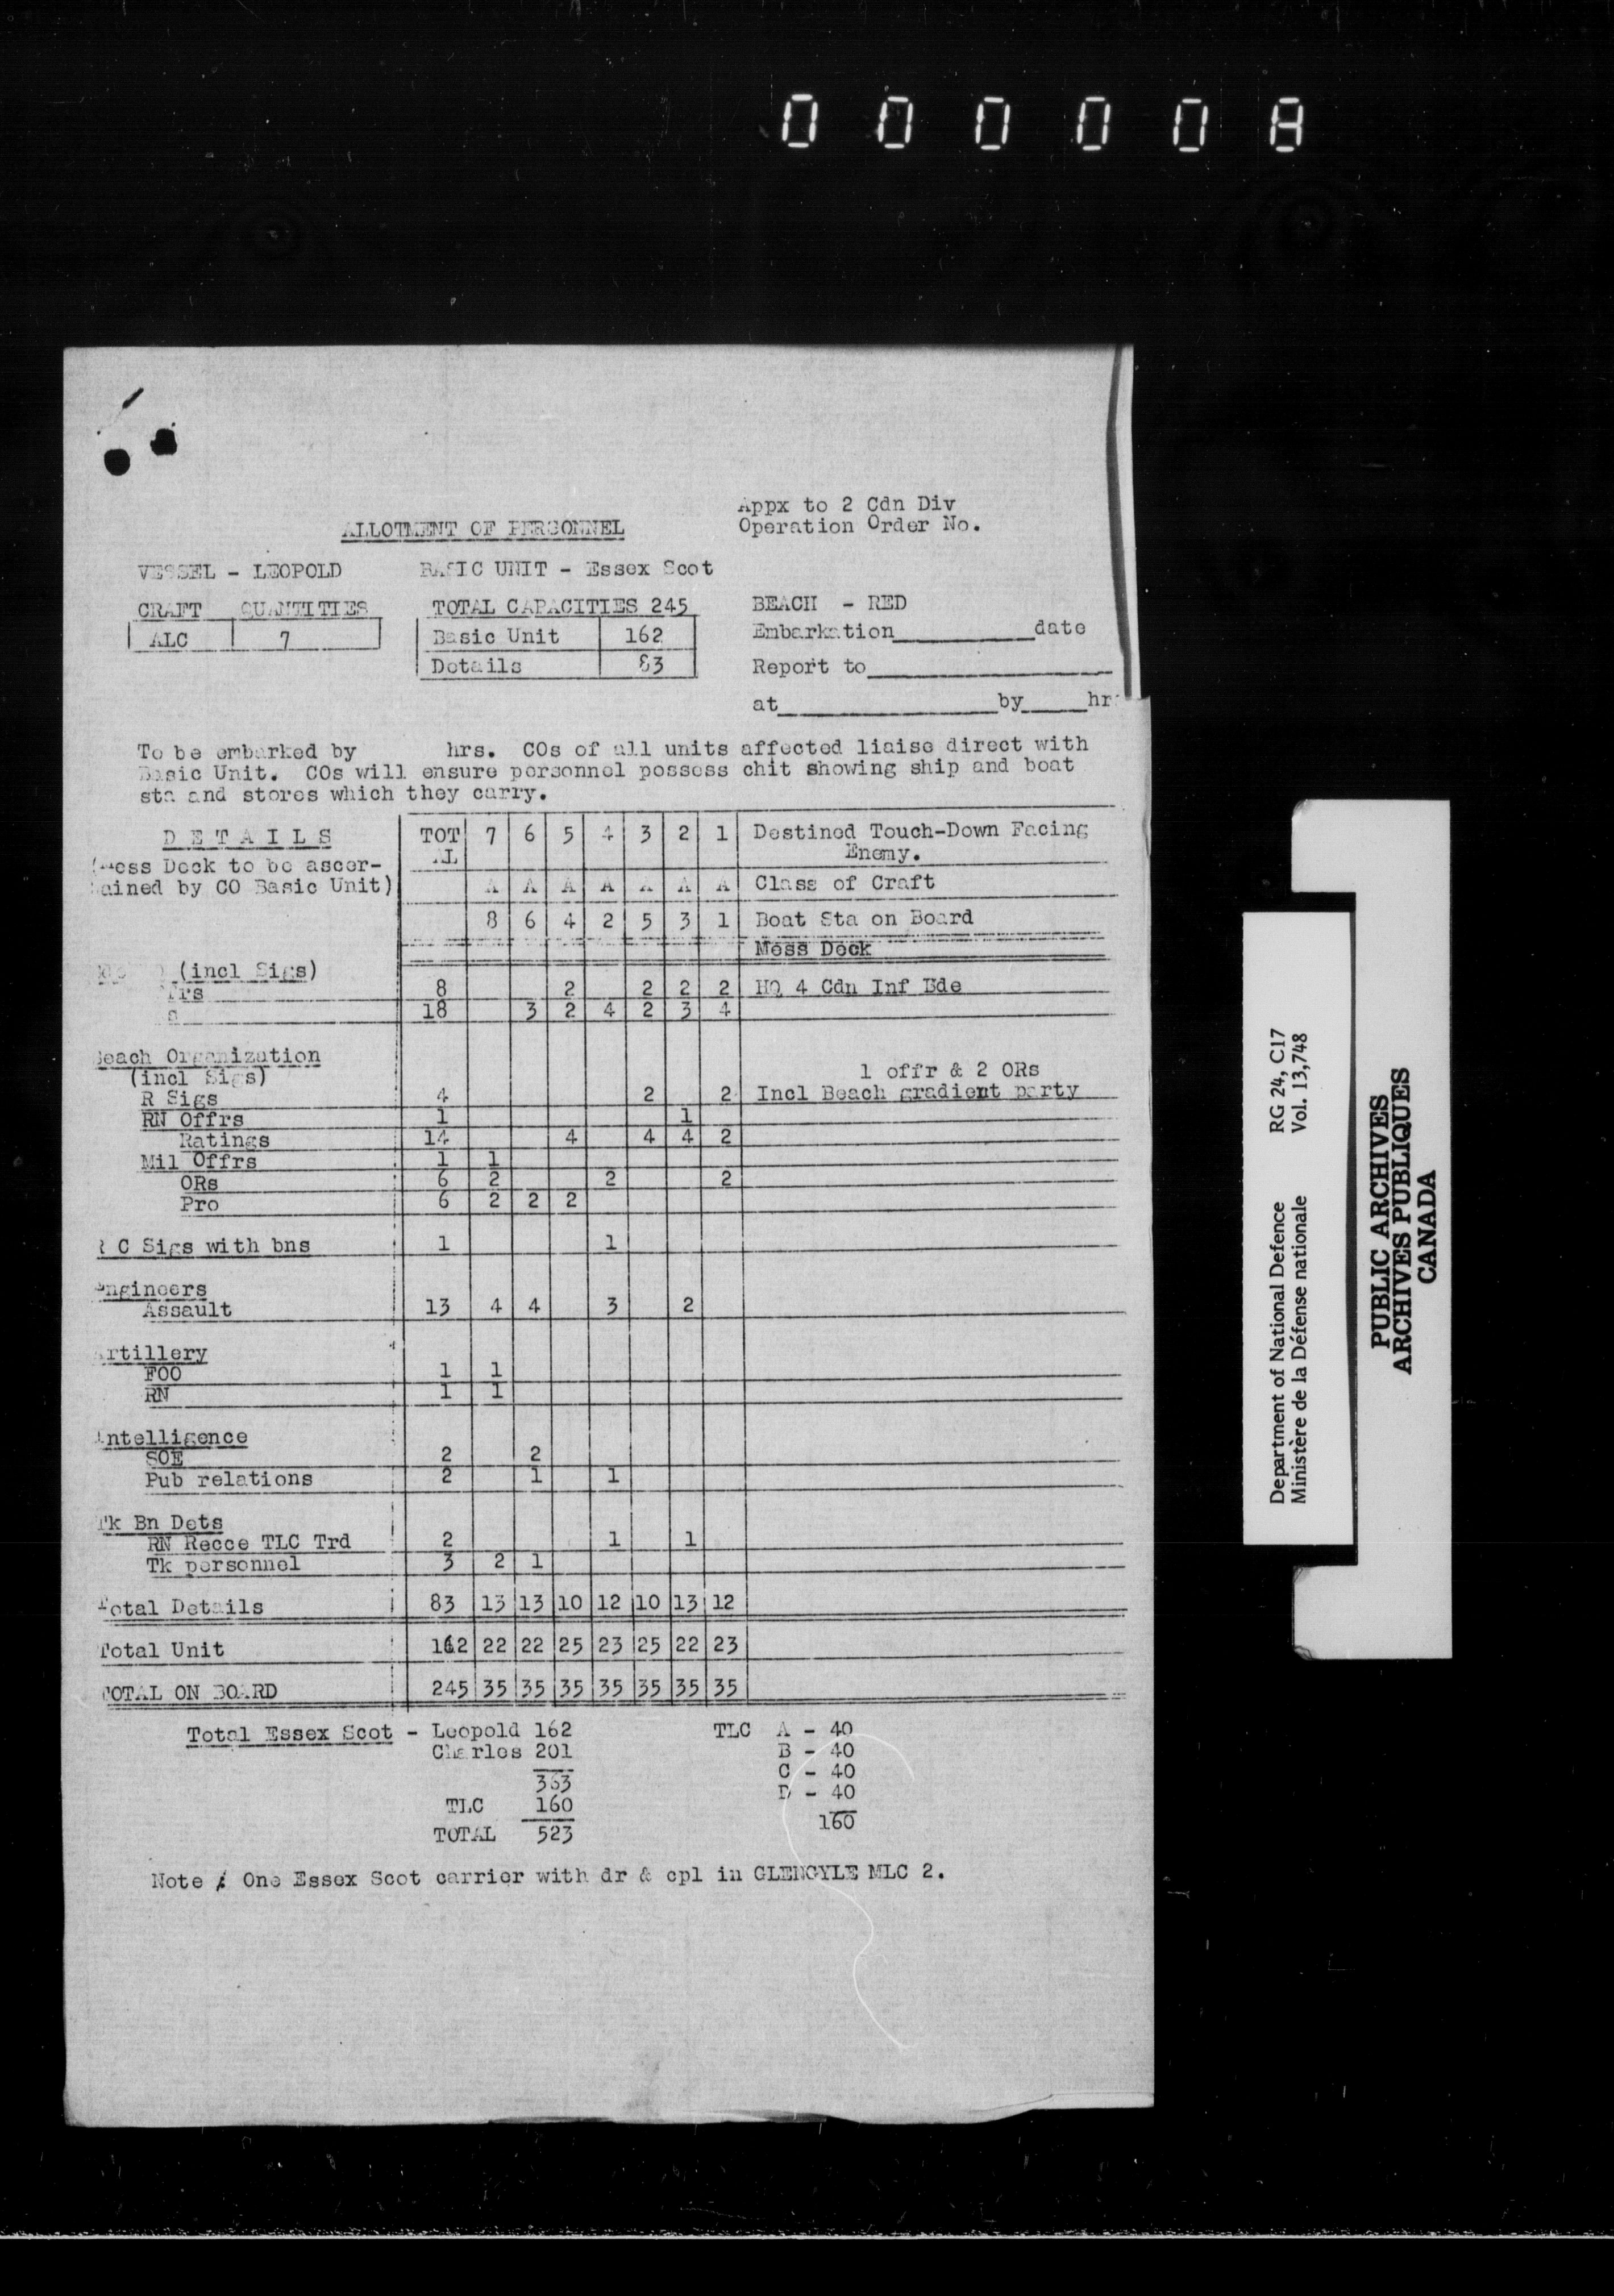 000008
Appx to 2 Cdn Div
ALLOTMENT OF PERSONNEL Operation Order No.
VESSEL - LEOPOLD BASIC UNIT - Essex Scot
CRAFT QUANTITIES TOTAL CAPACITIES 245 BEACH - RED
ALC 7 Basic Unit 162 Embarkation____date
Details 83 Report to____
at____by____hr
To be embarked by hrs. COs of all units affected liaise direct with
Basic Unit. COs will ensure personnel possess chit showing ship and boat
sta and stores which they carry.
DETAILS TOT 7 6 5 4 3 2 1 Destined Touch-Down Facing
(Mess Deck to be ascer- AL Enemy.
tained by CO Basic Unit) A A A A A A A Class of Craft
8 6 4 2 5 3 1 Boat Sta on Board
Mess Deck
(incl Sigs)
8 2 2 2 2 HQ 4 Cdn Inf Bde
18 3 2 4 2 3 4
Beach Organization
(incl Sigs) 1 offr & 2 ORs
R Sigs 4 2 2 Incl Beach gradient party
RN Offrs 1 1
Ratings 14 4 4 4 2
Mil Offrs 1 1
ORs 6 2 2 2
Pro 6 2 2 2
R C Sigs with bns 1 1
Engineers
Assault 13 4 4 3 2
Artillery
FOO 1 1
RN 1 1
Intelligence
SOE 2 2
Pub relations 2 1 1
Tk Bn Dets
RN Recce TLC Trd 2 1 1
Tk personnel 3 2 1
Total Details 83 13 13 10 12 10 13 12
Total Unit 162 22 22 25 23 25 22 23
TOTAL ON BOARD 245 35 35 35 35 35 35 35
Total Essex Scot - Leopold 162 TLC A - 40
Charles 201 B - 40
363 C - 40
TLC 160 D - 40
TOTAL 523 160
Note : One Essex Scot carrier with dr & cpl in GLENGYLE MLC 2.
Department of National Defence RG 24, C17
Ministère de la Défense nationale Vol. 13,748
PUBLIC ARCHIVES
ARCHIVES PUBLIQUES
CANADA